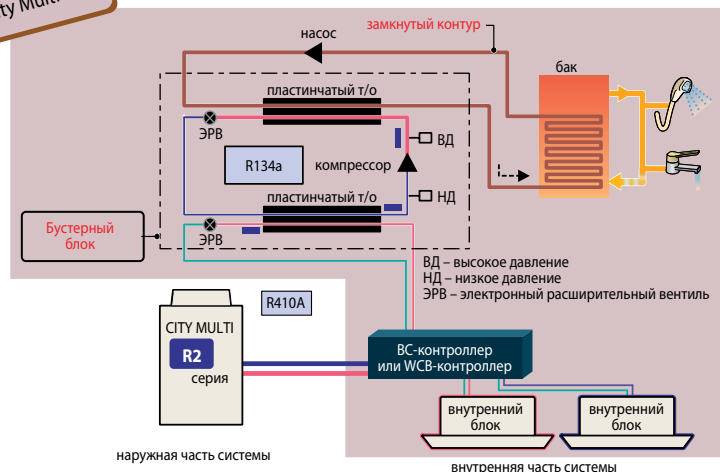 ty Multi
замкнутый контур
насос
бак
пластинчатый т/о
ЭРВ
ВД
R134a
компрессор
пластинчатый т/о
НД
Бустерный
блок
ЭРВ
ВД – высокое давление
НД – низкое давление
ЭРВ – электронный расширительный вентиль
R410A
CITY MULTI
R2
серия
BC-контроллер
или WCB-контроллер
внутренний
блок
внутренний
блок
наружная часть системы
внутренняя часть системы